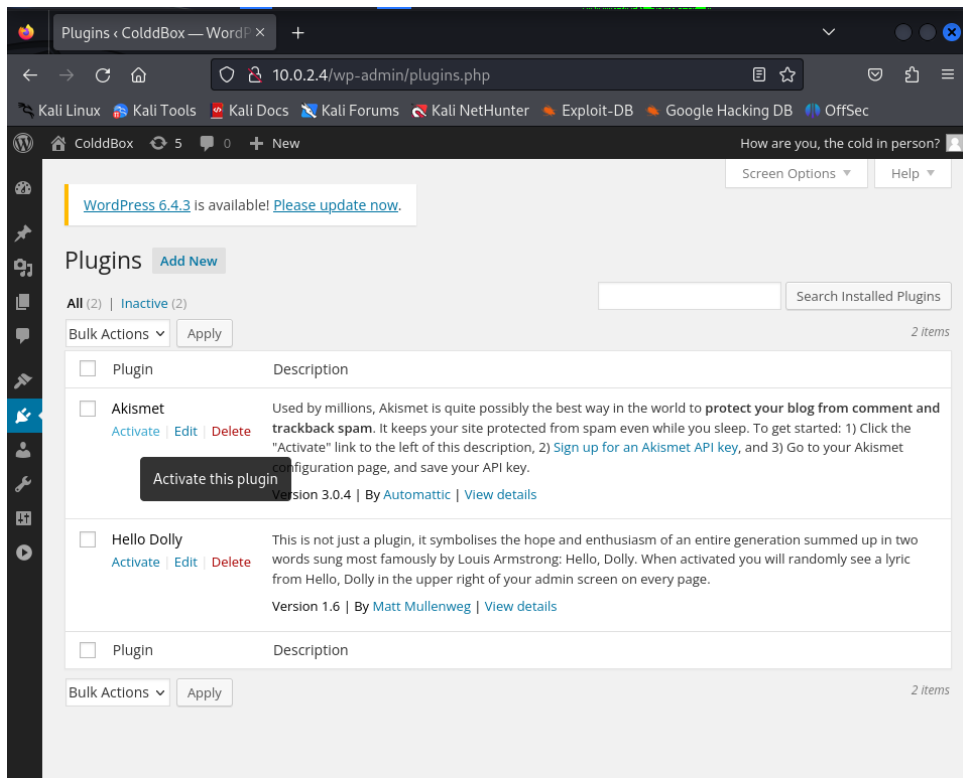 Plugins ‹ ColddBox — WordP
10.0.2.4/wp-admin/plugins.php
Kali Linux Kali Tools Kali Docs Kali Forums Kali NetHunter Exploit-DB Google Hacking DB OffSec
ColddBox 5 0 New How are you, the cold in person?
Screen Options Help
WordPress 6.4.3 is available! Please update now.
Plugins Add New
All (2) | Inactive (2)
Search Installed Plugins
Bulk Actions Apply 2 items
Plugin Description
Akismet Used by millions, Akismet is quite possibly the best way in the world to protect your blog from comment and
Activate | Edit | Delete trackback spam. It keeps your site protected from spam even while you sleep. To get started: 1) Click the
"Activate" link to the left of this description, 2) Sign up for an Akismet API key, and 3) Go to your Akismet
Activate this plugin configuration page, and save your API key.
Version 3.0.4 | By Automattic | View details
Hello Dolly This is not just a plugin, it symbolises the hope and enthusiasm of an entire generation summed up in two
Activate | Edit | Delete words sung most famously by Louis Armstrong: Hello, Dolly. When activated you will randomly see a lyric
from Hello, Dolly in the upper right of your admin screen on every page.
Version 1.6 | By Matt Mullenweg | View details
Plugin Description
Bulk Actions Apply 2 items